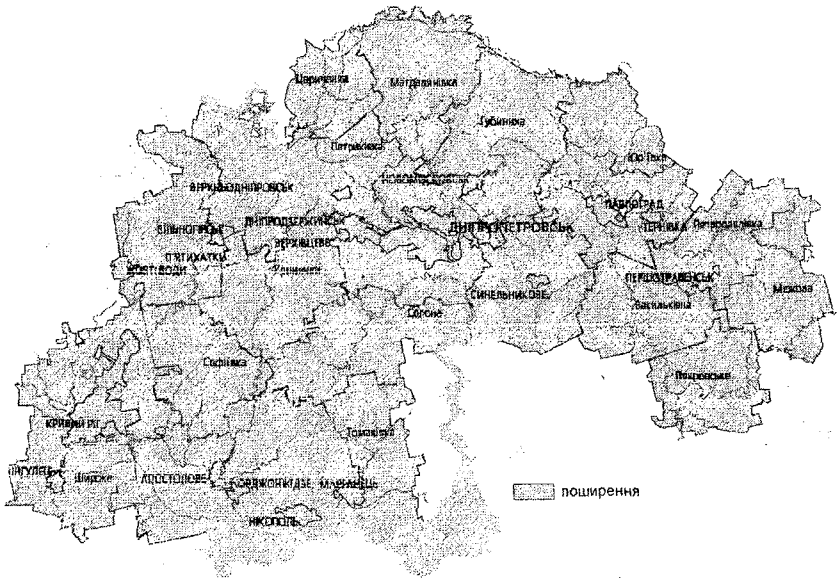 Царичанка
Магдалинівка
Губиниха
Петриківка
Юр'ївка
НОВОМОСКОВСЬК
ВЕРХНЬОДНІПРОВСЬК
ПАВЛОГРАД
ДНІПРОДЗЕРЖИНСЬК
ДНІПРОПЕТРОВСЬК
ТЕРНІВКА
Петропавлівка
ВІЛЬНОГІРСЬК
ВЕРХІВЦЕВЕ
П'ЯТИХАТКИ
ЖОВТІ ВОДИ
ПЕРШОТРАВЕНСЬК
Межова
СИНЕЛЬНИКОВЕ
Васильківка
Солоне
Софіївка
Покровське
КРИВИЙ РІГ
Томаківка
ІНГУЛЕЦЬ
Широке
АПОСТОЛОВЕ
ОРДЖОНІКІДЗЕ
МАРГАНЕЦЬ
НІКОПОЛЬ
поширення